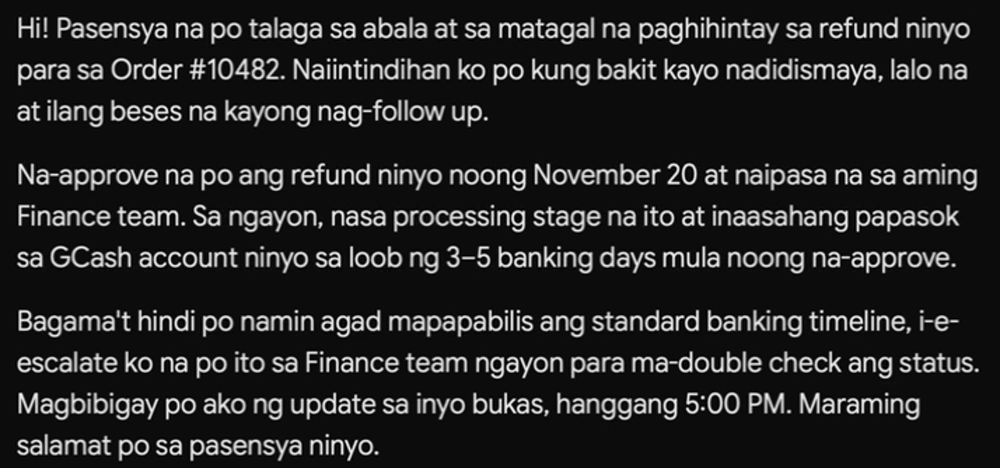 Hi! Pasensya na po talaga sa abala at sa matagal na paghihintay sa refund ninyo
para sa Order #10482. Naiintindihan ko po kung bakit kayo nadidismaya, lalo na
at ilang beses na kayong nag-follow up.
Na-approve na po ang refund ninyo noong November 20 at naipasa na sa aming
Finance team. Sa ngayon, nasa processing stage na ito at inaasahang papasok
sa GCash account ninyo sa loob ng 3–5 banking days mula noong na-approve.
Bagama't hindi po namin agad mapapabilis ang standard banking timeline, i-e-
escalate ko na po ito sa Finance team ngayon para ma-double check ang status.
Magbibigay po ako ng update sa inyo bukas, hanggang 5:00 PM. Maraming
salamat po sa pasensya ninyo.